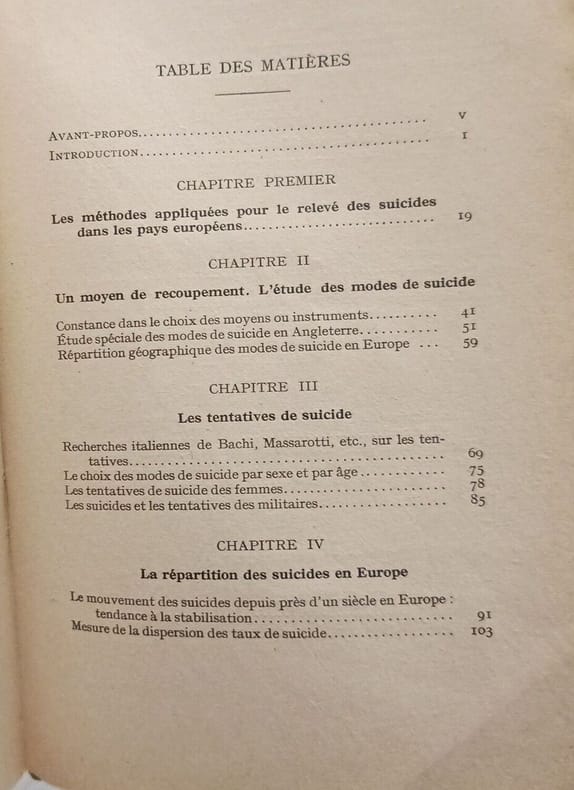 TABLE DES MATIÈRES
AVANT-PROPOS........................................ V
INTRODUCTION........................................ 1
CHAPITRE PREMIER
Les méthodes appliquées pour le relevé des suicides
dans les pays européens............................ 19
CHAPITRE II
Un moyen de recoupement. L'étude des modes de suicide
Constance dans le choix des moyens ou instruments.......... 41
Étude spéciale des modes de suicide en Angleterre........... 51
Répartition géographique des modes de suicide en Europe ... 59
CHAPITRE III
Les tentatives de suicide
Recherches italiennes de Bachi, Massarotti, etc., sur les ten-
tatives............................................. 69
Le choix des modes de suicide par sexe et par âge............ 75
Les tentatives de suicide des femmes....................... 78
Les suicides et les tentatives des militaires.................. 85
CHAPITRE IV
La répartition des suicides en Europe
Le mouvement des suicides depuis près d'un siècle en Europe :
tendance à la stabilisation............................ 91
Mesure de la dispersion des taux de suicide.................. 103